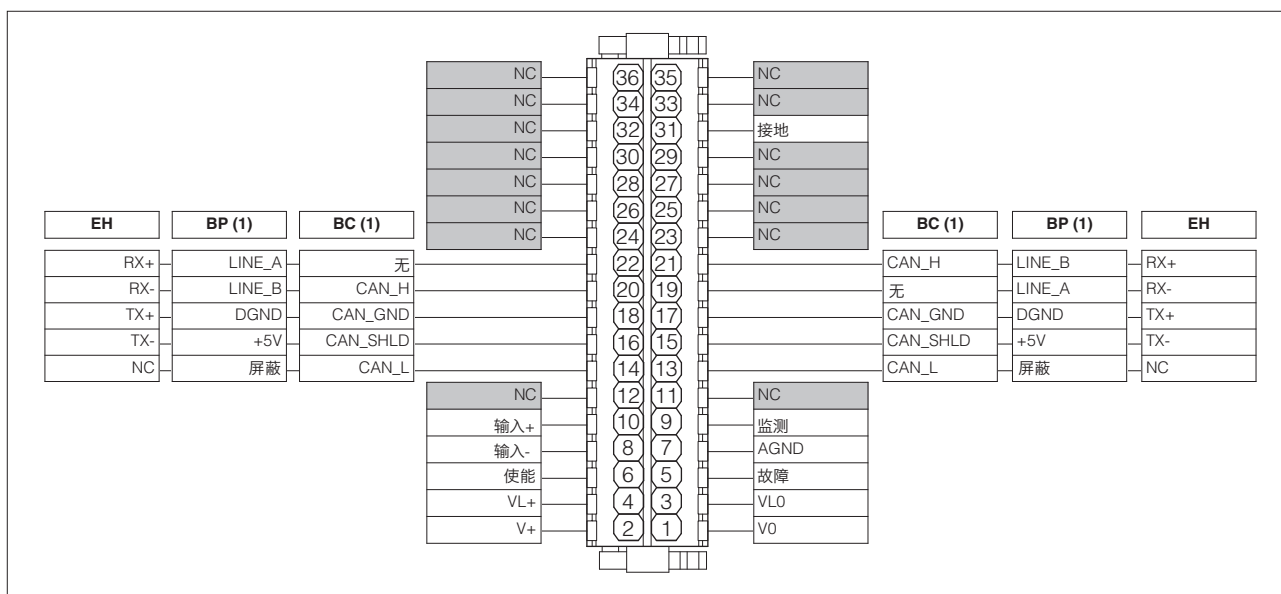 NC 36 35 NC
NC 34 33 NC
NC 32 31 接地
NC 30 29 NC
NC 28 27 NC
NC 26 25 NC
EH BP (1) BC (1) BC (1) BP (1) EH
NC 24 23 NC
RX+ LINE_A 无 22 21 CAN_H LINE_B RX+
RX- LINE_B CAN_H 20 19 无 LINE_A RX-
TX+ DGND CAN_GND 18 17 CAN_GND DGND TX+
TX- +5V CAN_SHLD 16 15 CAN_SHLD +5V TX-
NC 屏蔽 CAN_L 14 13 CAN_L 屏蔽 NC
NC 12 11 NC
输入+ 10 9 监测
输入- 8 7 AGND
使能 6 5 故障
VL+ 4 3 VL0
V+ 2 1 V0